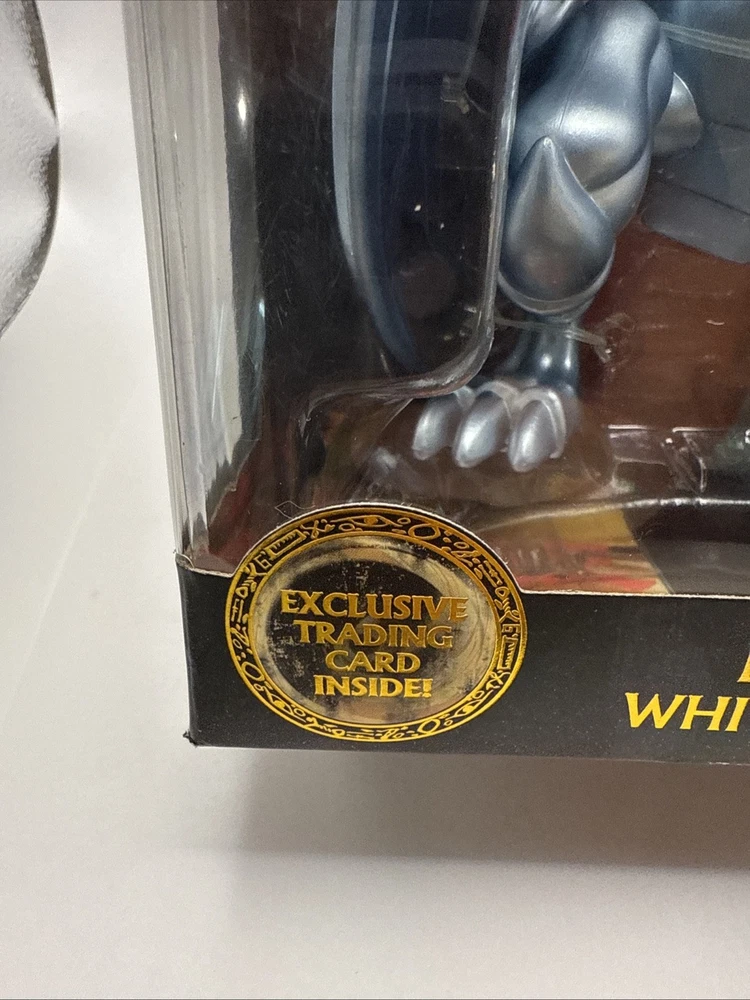 EXCLUSIVE
TRADING
CARD
INSIDE!
WHI